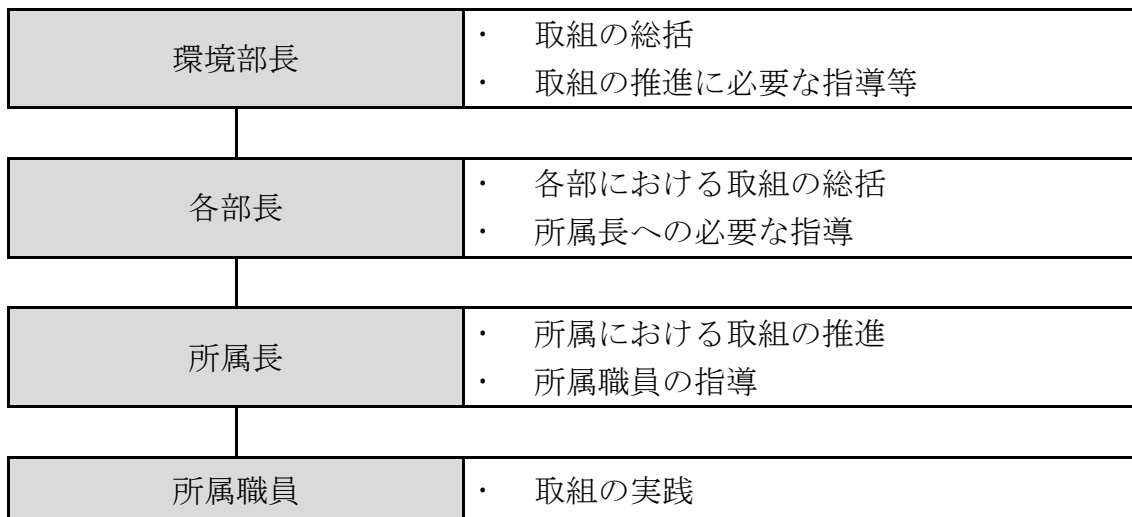 環境部長
・ 取組の総括
・ 取組の推進に必要な指導等
各部長
・ 各部における取組の総括
・ 所属長への必要な指導
所属長
・ 所属における取組の推進
・ 所属職員の指導
所属職員
・ 取組の実践